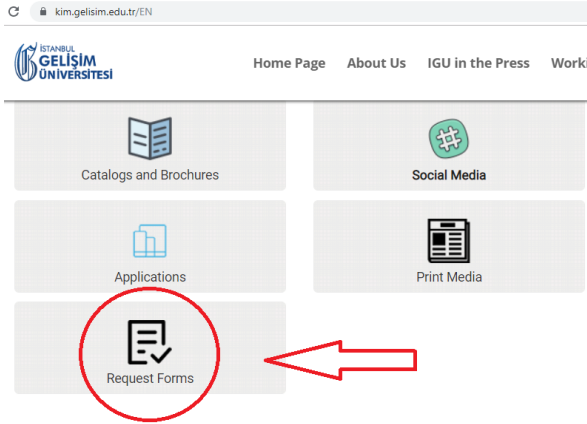 kim.gelisim.edu.tr/EN
İSTANBUL
GELİŞİM
ÜNİVERSİTESİ
Home Page About Us IGU in the Press Worki
Catalogs and Brochures
Social Media
Applications
Print Media
Request Forms